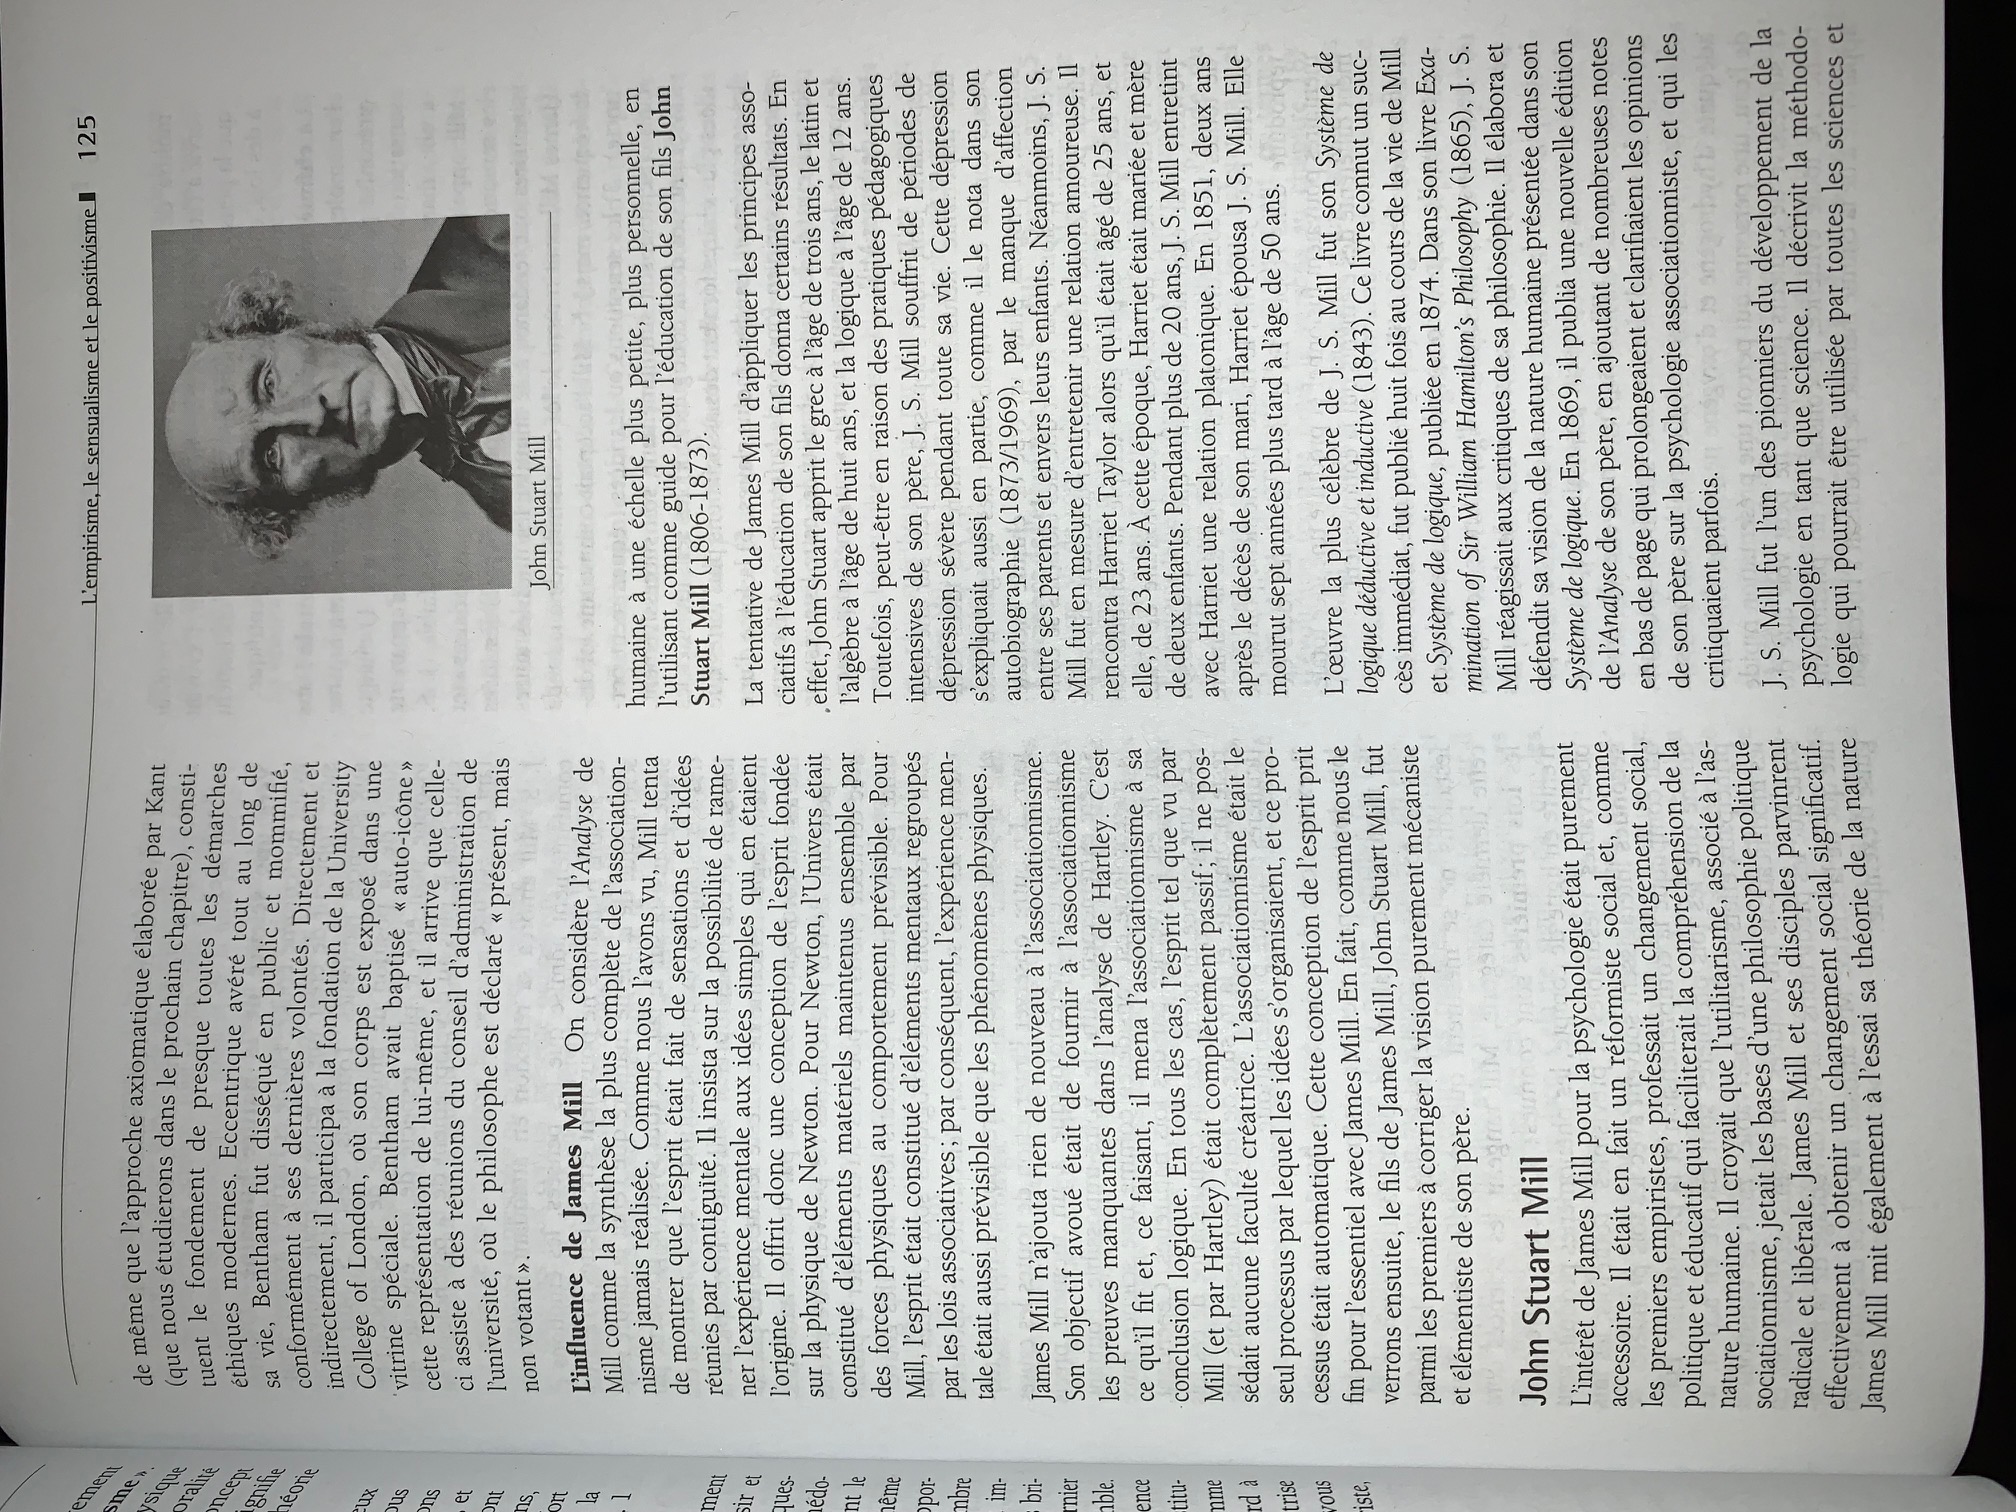 L'empirisme, le sensualisme et le positivisme 125
de même que l'approche axiomatique élaborée par Kant
(que nous étudierons dans le prochain chapitre), consti-
tuent le fondement de presque toutes les démarches
éthiques modernes. Eccentrique avéré tout au long de
sa vie, Bentham fut disséqué en public et mommifié,
conformément à ses dernières volontés. Directement et
indirectement, il participa à la fondation de la University
College of London, où son corps est exposé dans une
vitrine spéciale. Bentham avait baptisé « auto-icône »
cette représentation de lui-même, et il arrive que celle-
ci assiste à des réunions du conseil d'administration de
l'université, où le philosophe est déclaré « présent, mais
non votant ».
L'influence de James Mill On considère l'Analyse de
Mill comme la synthèse la plus complète de l'association-
nisme jamais réalisée. Comme nous l'avons vu, Mill tenta
de montrer que l'esprit était fait de sensations et d'idées
réunies par contiguïté. Il insista sur la possibilité de rame-
ner l'expérience mentale aux idées simples qui en étaient
l'origine. Il offrit donc une conception de l'esprit fondée
sur la physique de Newton. Pour Newton, l'Univers était
constitué d'éléments matériels maintenus ensemble par
des forces physiques au comportement prévisible. Pour
Mill, l'esprit était constitué d'éléments mentaux regroupés
par les lois associatives ; par conséquent, l'expérience men-
tale était aussi prévisible que les phénomènes physiques.
James Mill n'ajouta rien de nouveau à l'associationnisme.
Son objectif avoué était de fournir à l'associationnisme
les preuves manquantes dans l'analyse de Hartley. C'est
ce qu'il fit et, ce faisant, il mena l'associationnisme à sa
conclusion logique. En tous les cas, l'esprit tel que vu par
Mill (et par Hartley) était complètement passif ; il ne pos-
sédait aucune faculté créatrice. L'associationnisme était le
seul processus par lequel les idées s'organisaient, et ce pro-
cessus était automatique. Cette conception de l'esprit prit
fin pour l'essentiel avec James Mill. En fait, comme nous le
verrons ensuite, le fils de James Mill, John Stuart Mill, fut
parmi les premiers à corriger la vision purement mécaniste
et élémentiste de son père.
John Stuart Mill
L'intérêt de James Mill pour la psychologie était purement
accessoire. Il était en fait un réformiste social et, comme
les premiers empiristes, professait un changement social,
politique et éducatif qui faciliterait la compréhension de la
nature humaine. Il croyait que l'utilitarisme, associé à l'as-
sociationnisme, jetait les bases d'une philosophie politique
radicale et libérale. James Mill et ses disciples parvinrent
effectivement à obtenir un changement social significatif.
James Mill mit également à l'essai sa théorie de la nature
John Stuart Mill
humaine à une échelle plus petite, plus personnelle, en
l'utilisant comme guide pour l'éducation de son fils John
Stuart Mill (1806-1873).
La tentative de James Mill d'appliquer les principes asso-
ciatifs à l'éducation de son fils donna certains résultats. En
effet, John Stuart apprit le grec à l'âge de trois ans, le latin et
l'algèbre à l'âge de huit ans, et la logique à l'âge de 12 ans.
Toutefois, peut-être en raison des pratiques pédagogiques
intensives de son père, J. S. Mill souffrit de périodes de
dépression sévère pendant toute sa vie. Cette dépression
s'expliquait aussi en partie, comme il le nota dans son
autobiographie (1873/1969), par le manque d'affection
entre ses parents et envers leurs enfants. Néanmoins, J. S.
Mill fut en mesure d'entretenir une relation amoureuse. Il
rencontra Harriet Taylor alors qu'il était âgé de 25 ans, et
elle, de 23 ans. À cette époque, Harriet était mariée et mère
de deux enfants. Pendant plus de 20 ans, J. S. Mill entretint
avec Harriet une relation platonique. En 1851, deux ans
après le décès de son mari, Harriet épousa J. S. Mill. Elle
mourut sept années plus tard à l'âge de 50 ans.
L'œuvre la plus célèbre de J. S. Mill fut son Système de
logique déductive et inductive (1843). Ce livre connut un suc-
cès immédiat, fut publié huit fois au cours de la vie de Mill
et Système de logique, publiée en 1874. Dans son livre Exa-
mination of Sir William Hamilton's Philosophy (1865), J. S.
Mill réagissait aux critiques de sa philosophie. Il élabora et
défendit sa vision de la nature humaine présentée dans son
Système de logique. En 1869, il publia une nouvelle édition
de l'Analyse de son père, en ajoutant de nombreuses notes
en bas de page qui prolongeaient et clarifiaient les opinions
de son père sur la psychologie associationniste, et qui les
critiquaient parfois.
J. S. Mill fut l'un des pionniers du développement de la
psychologie en tant que science. Il décrivit la méthodo-
logie qui pourrait être utilisée par toutes les sciences et